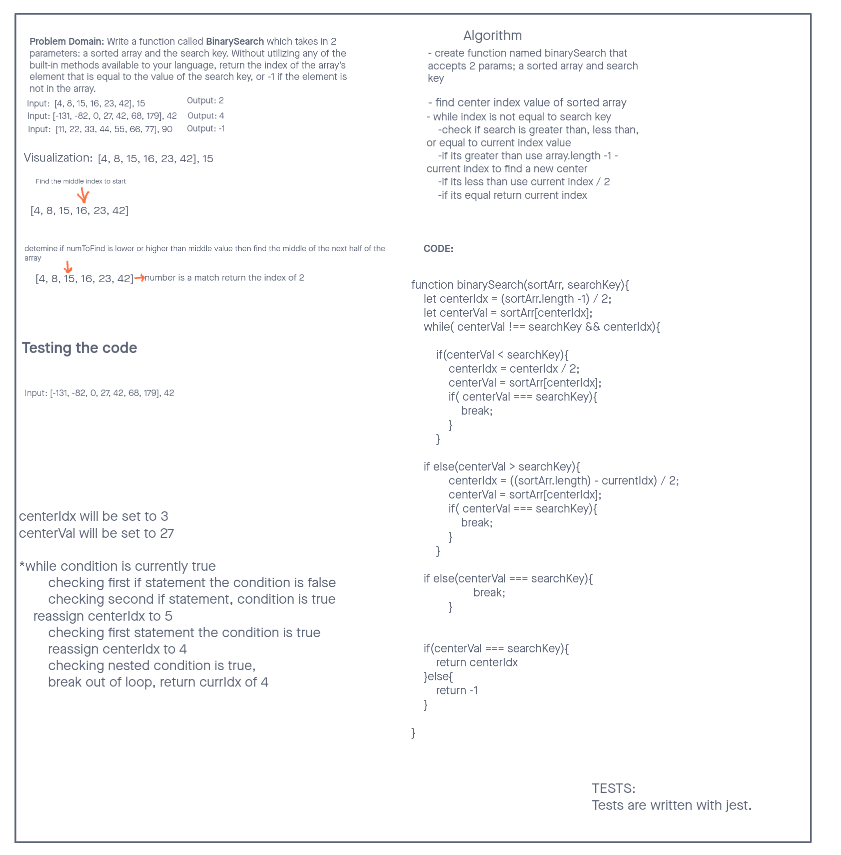 Problem Domain: Write a function called BinarySearch which takes in 2
parameters: a sorted array and the search key. Without utilizing any of the
built-in methods available to your language, return the index of the array's
element that is equal to the value of the search key, or -1 if the element is
not in the array.
Input: [4, 8, 15, 16, 23, 42], 15 Output: 2
Input: [-131, -82, 0, 27, 42, 68, 179], 42 Output: 4
Input: [11, 22, 33, 44, 55, 66, 77], 90 Output: -1
Visualization: [4, 8, 15, 16, 23, 42], 15
Find the middle index to start
[4, 8, 15, 16, 23, 42]
detemine if numToFind is lower or higher than middle value then find the middle of the next half of the
array
[4, 8, 15, 16, 23, 42] number is a match return the index of 2
Testing the code
Input: [-131, -82, 0, 27, 42, 68, 179], 42
centerIdx will be set to 3
centerVal will be set to 27
*while condition is currently true
checking first if statement the condition is false
checking second if statement, condition is true
reassign centerIdx to 5
checking first statement the condition is true
reassign centerIdx to 4
checking nested condition is true,
break out of loop, return currIdx of 4
Algorithm
- create function named binarySearch that
accepts 2 params; a sorted array and search
key
- find center index value of sorted array
- while index is not equal to search key
-check if search is greater than, less than,
or equal to current index value
-if its greater than use array.length -1 -
current index to find a new center
-if its less than use current index / 2
-if its equal return current index
CODE:
function binarySearch(sortArr, searchKey){
let centerIdx = (sortArr.length -1) / 2;
let centerVal = sortArr[centerIdx];
while( centerVal !== searchKey && centerIdx){
if(centerVal < searchKey){
centerIdx = centerIdx / 2;
centerVal = sortArr[centerIdx];
if( centerVal === searchKey){
break;
}
}
if else(centerVal > searchKey){
centerIdx = ((sortArr.length) - currentIdx) / 2;
centerVal = sortArr[centerIdx];
if( centerVal === searchKey){
break;
}
}
if else(centerVal === searchKey){
break;
}
if(centerVal === searchKey){
return centerIdx
}else{
return -1
}
}
TESTS:
Tests are written with jest.